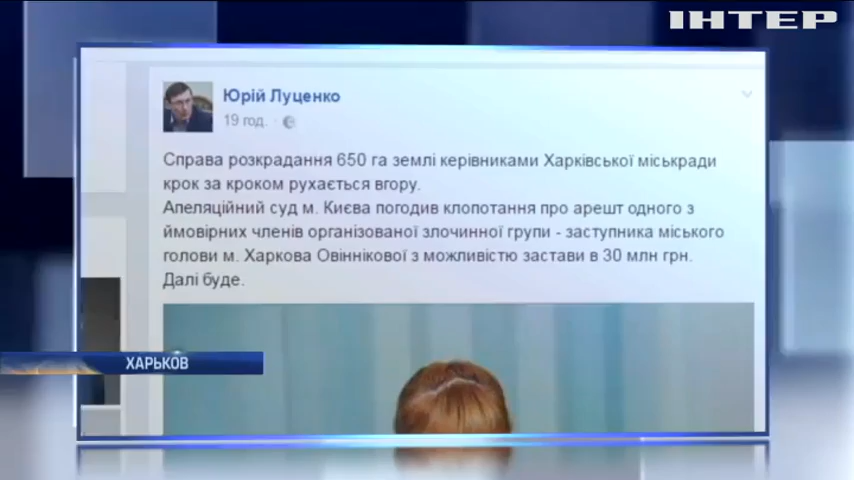 ІНТЕР
Юрій Луценко
19 год. ·
Справа розкрадання 650 га землі керівниками Харківської міськради
крок за кроком рухається вгору.
Апеляційний суд м. Києва погодив клопотання про арешт одного з
ймовірних членів організованої злочинної групи - заступника міського
голови м. Харкова Овіннікової з можливістю застави в 30 млн грн.
Далі буде.
ХАРЬКОВ